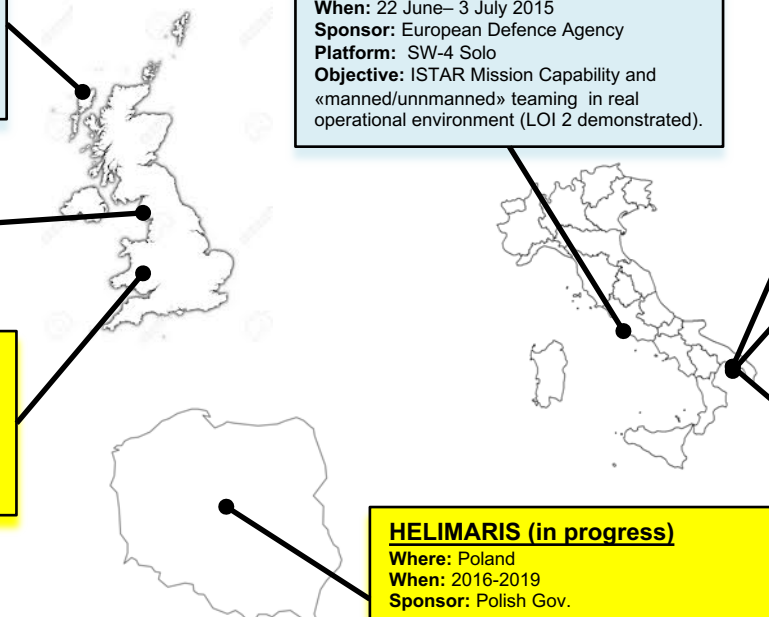 When: 22 June– 3 July 2015
Sponsor: European Defence Agency
Platform: SW-4 Solo
Objective: ISTAR Mission Capability and
«manned/unnmanned» teaming in real
operational environment (LOI 2 demonstrated).
HELIMARIS (in progress)
Where: Poland
When: 2016-2019
Sponsor: Polish Gov.